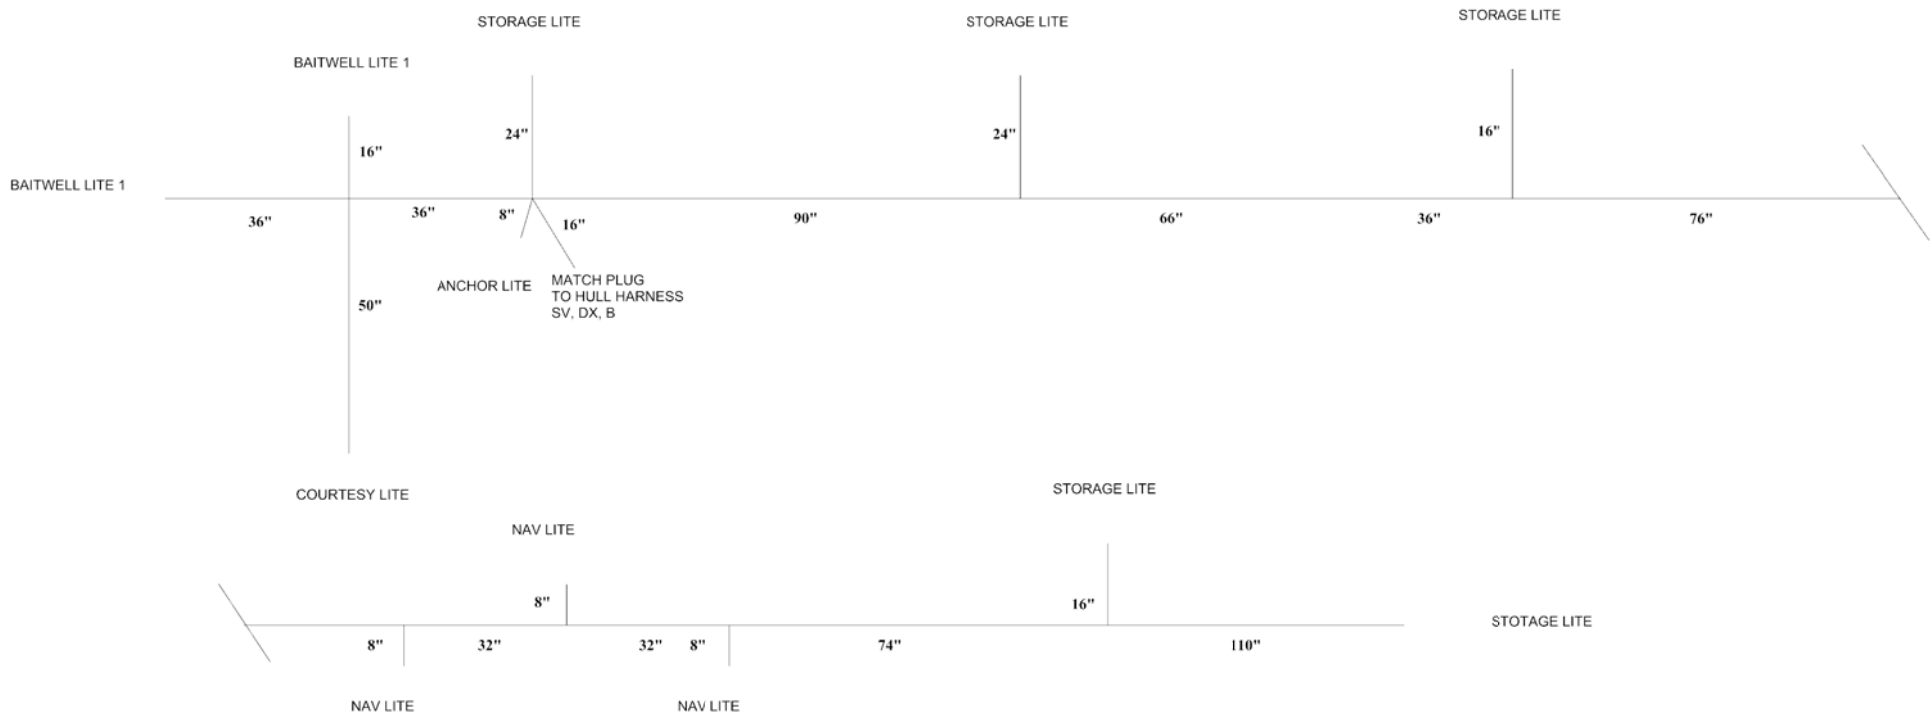 STORAGE LITE
STORAGE LITE
STORAGE LITE
BAITWELL LITE 1
24"
24"
16"
16"
BAITWELL LITE 1
36"
36"
8"
16"
90"
66"
36"
76"
ANCHOR LITE
MATCH PLUG
TO HULL HARNESS
SV, DX, B
50"
COURTESY LITE
STORAGE LITE
NAV LITE
8"
16"
STOTAGE LITE
8"
32"
32"
8"
74"
110"
NAV LITE
NAV LITE